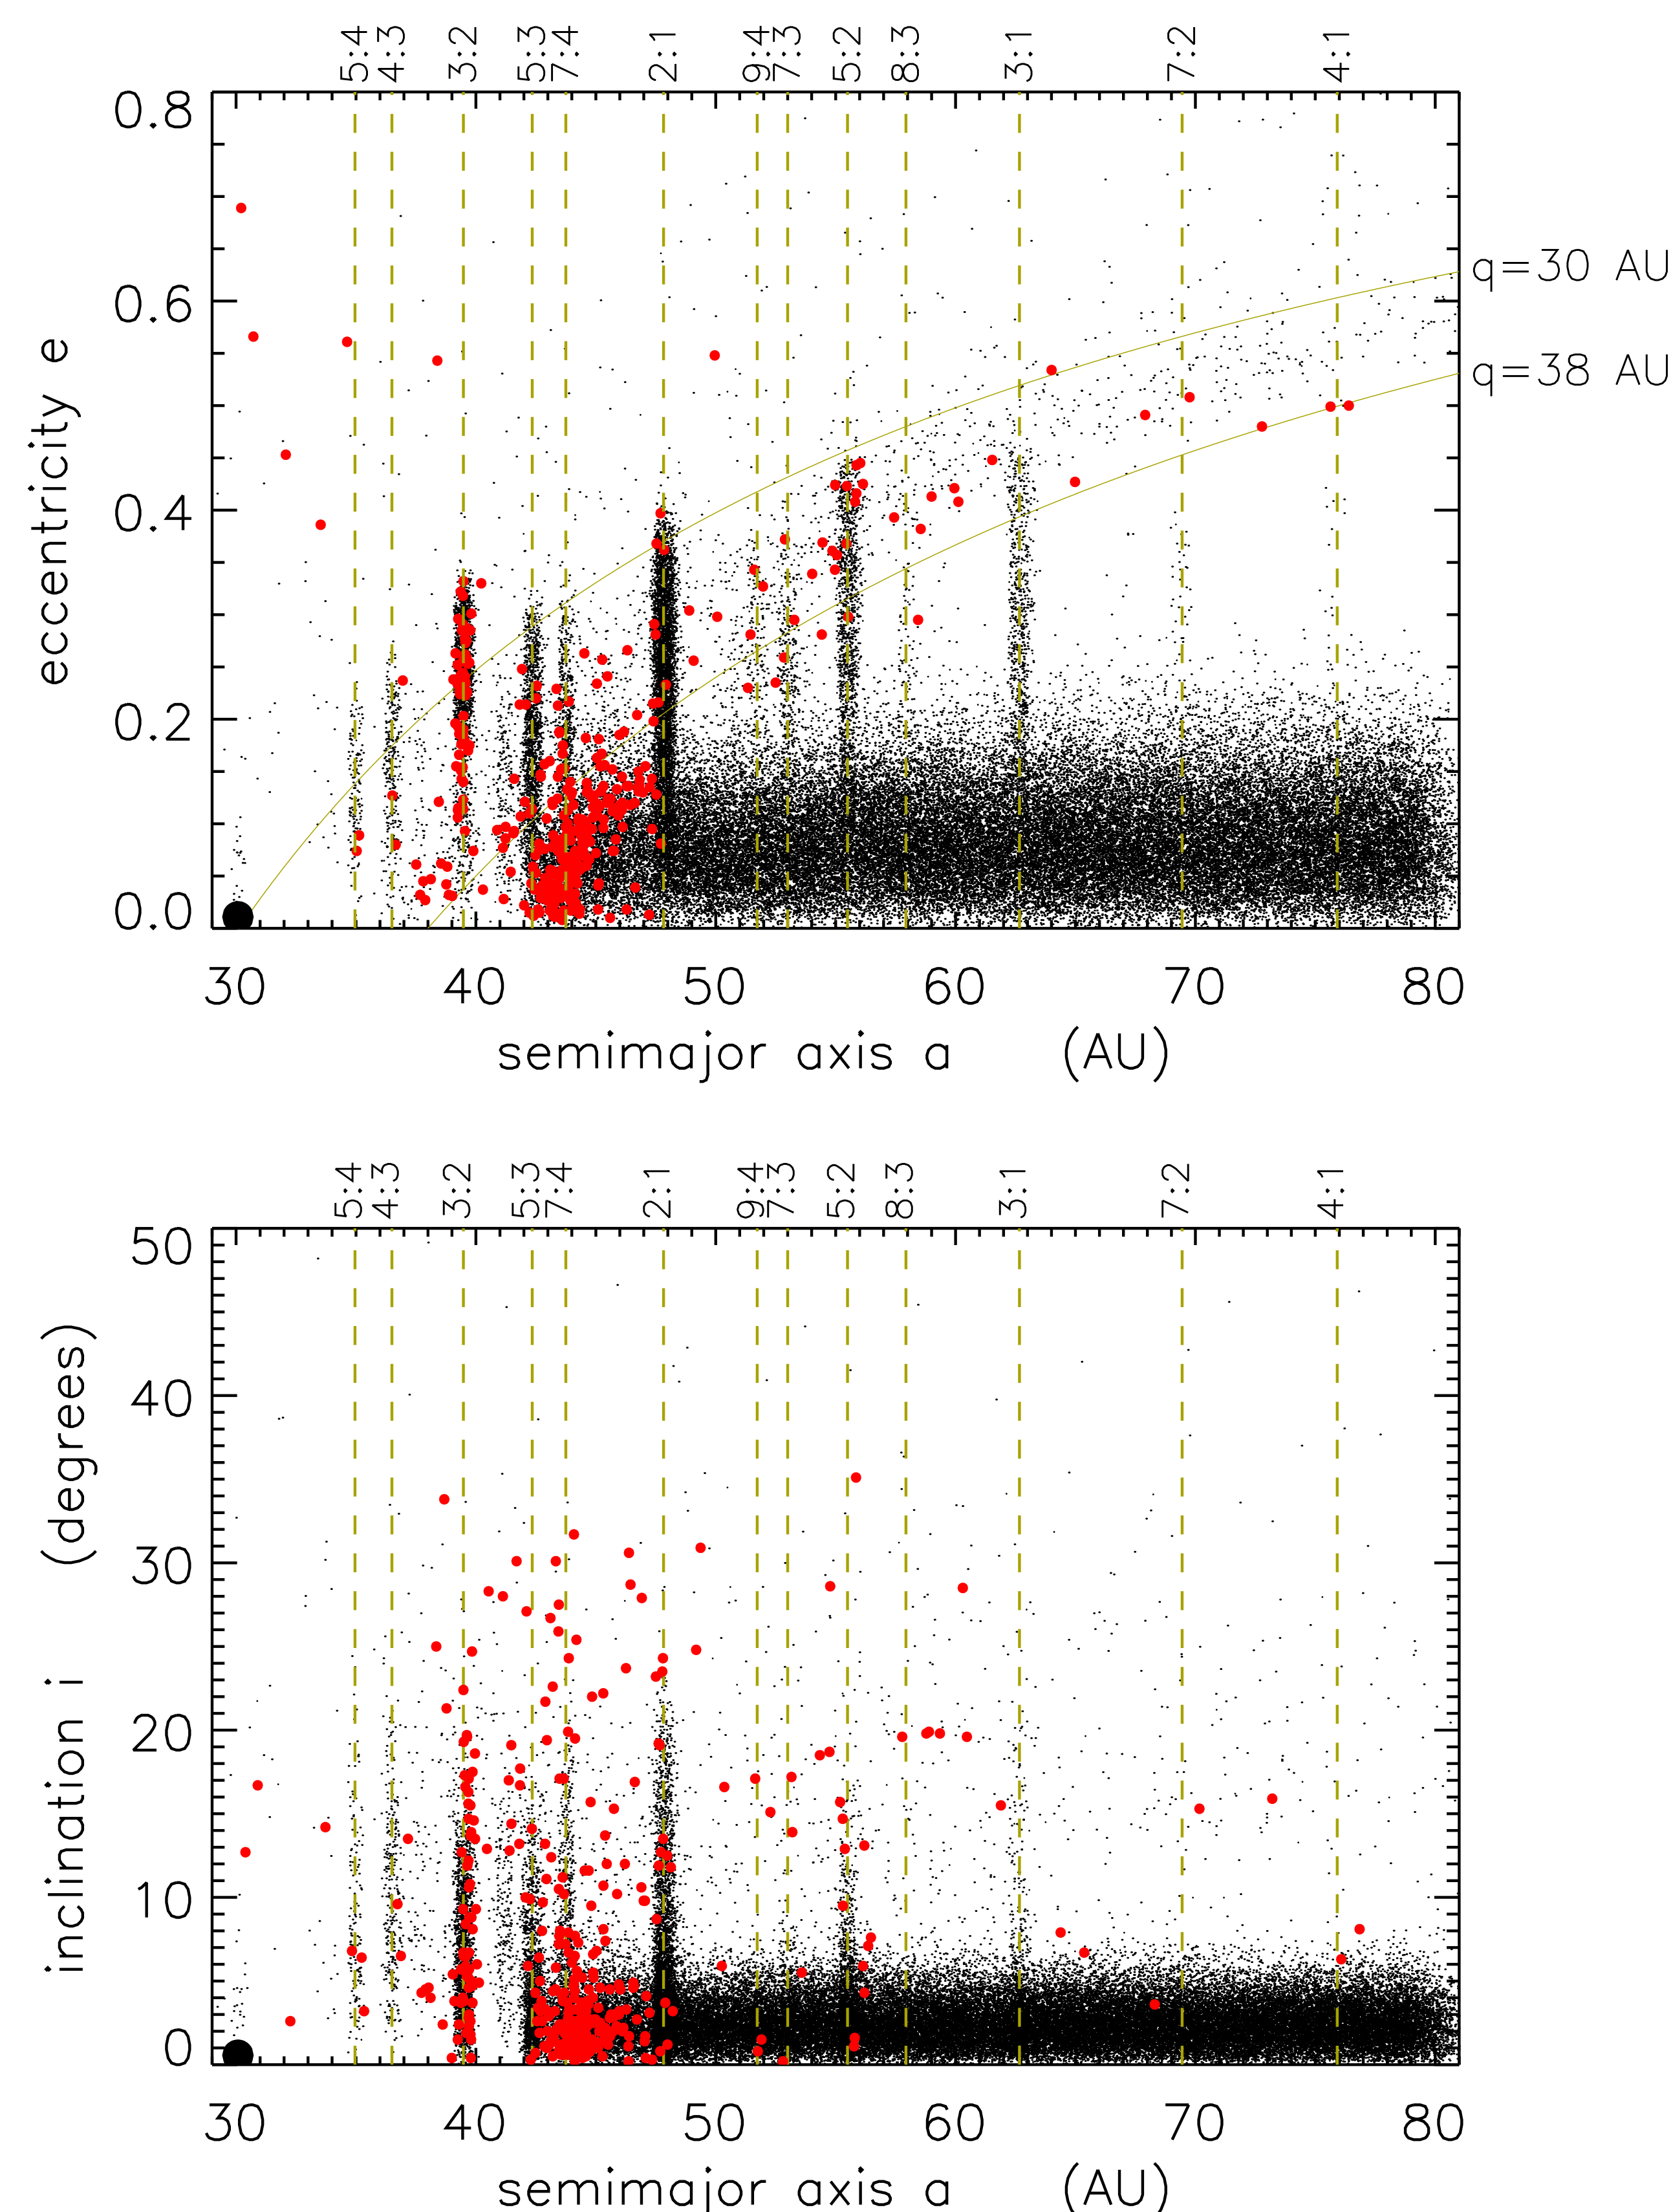 5:4 4:3 3:2 5:3 7:4 2:1 9:4 7:3 5:2 8:3 3:1 7:2 4:1
0.8
0.6
0.4
0.2
0.0
eccentricity e
q=30 AU
q=38 AU
30 40 50 60 70 80
semimajor axis a (AU)
5:4 4:3 3:2 5:3 7:4 2:1 9:4 7:3 5:2 8:3 3:1 7:2 4:1
50
40
30
20
10
0
inclination i (degrees)
30 40 50 60 70 80
semimajor axis a (AU)